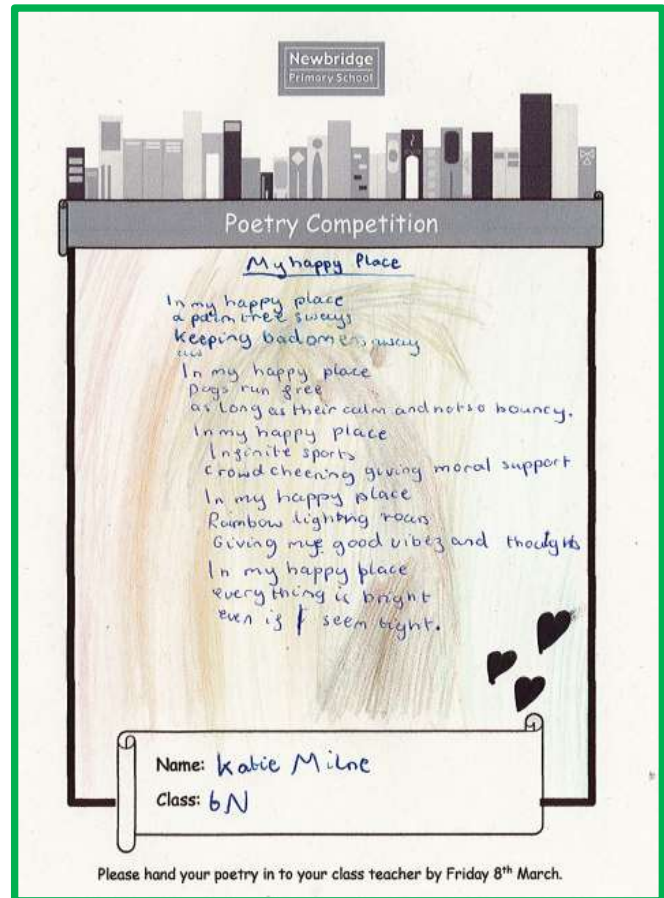 Newbridge
Primary School
Poetry Competition
My happy Place
In my happy place
a palm tree sways
keeping bad omens away
In my happy place
Dogs run free
as long as their calm and not so bouncy.
In my happy place
Infinite sports
crowd cheering giving moral support
In my happy place
Rainbow lighting roars
Giving me good vibez and thoughts
In my happy place
everything is bright
even if I seem tight.
Name: Katie Milne
Class: 6N
Please hand your poetry in to your class teacher by Friday 8th March.